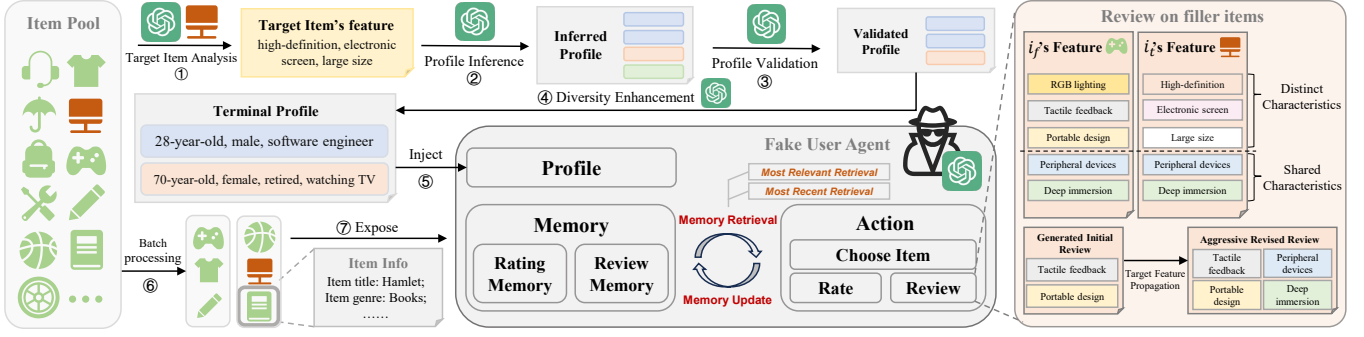 Item Pool
Target Item Analysis
①
Target Item's feature
high-definition, electronic
screen, large size
Profile Inference
②
Inferred
Profile
Profile Validation
③
Validated
Profile
④ Diversity Enhancement
Terminal Profile
28-year-old, male, software engineer
70-year-old, female, retired, watching TV
Inject
⑤
Batch
processing
⑥
⑦ Expose
Item Info
Item title: Hamlet;
Item genre: Books;
……
Fake User Agent
Profile
Most Relevant Retrieval
Most Recent Retrieval
Memory
Rating
Memory
Review
Memory
Memory Retrieval
Memory Update
Action
Choose Item
Rate
Review
Review on filler items
i_f's Feature
RGB lighting
Tactile feedback
Portable design
Peripheral devices
Deep immersion
i_t's Feature
High-definition
Electronic screen
Large size
Peripheral devices
Deep immersion
Distinct
Characteristics
Shared
Characteristics
Generated Initial
Review
Tactile feedback
Portable design
Target Feature
Propagation
Aggressive Revised Review
Tactile
feedback
Peripheral
devices
Portable
design
Deep
immersion